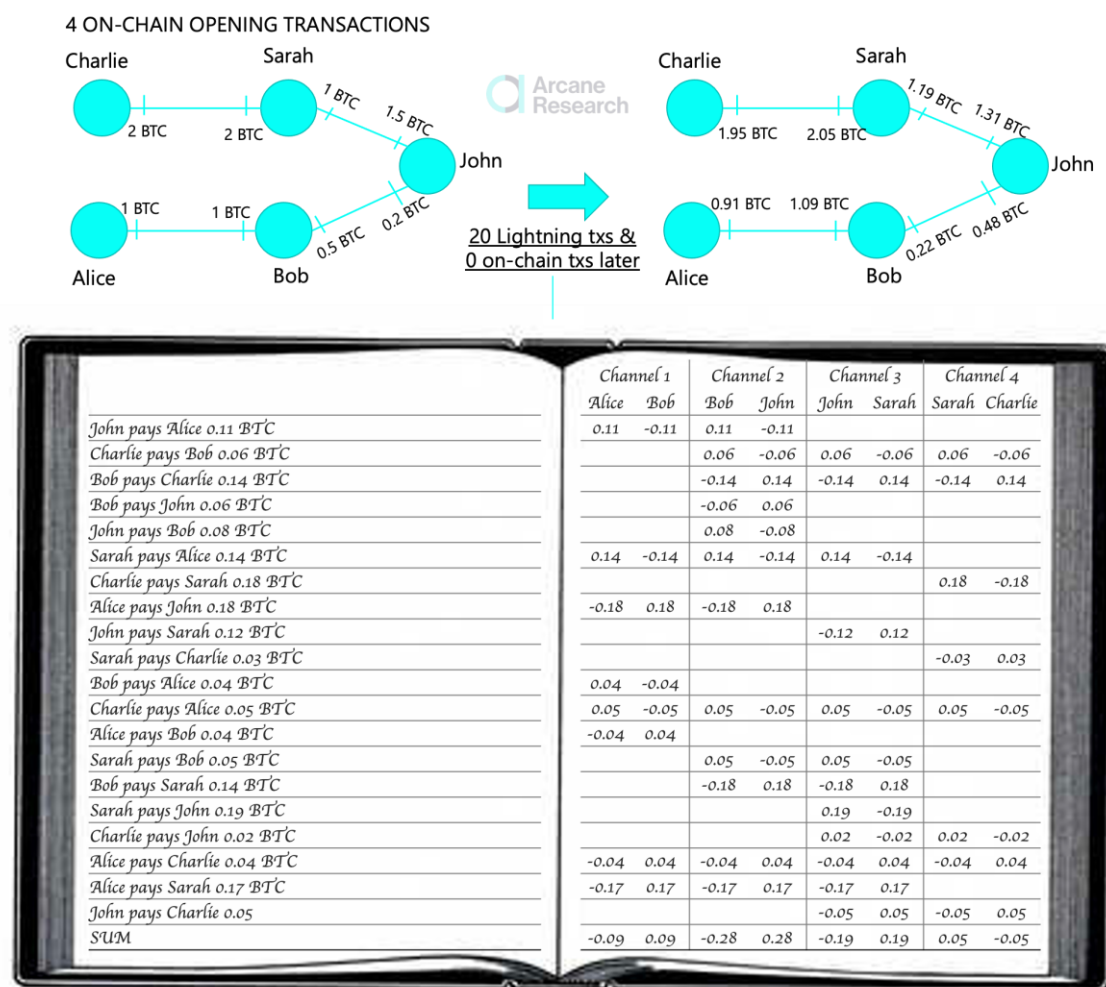 4 ON-CHAIN OPENING TRANSACTIONS
Charlie Sarah
2 BTC 2 BTC 1 BTC 1.5 BTC
John
1 BTC 1 BTC 0.5 BTC 0.2 BTC
Alice Bob
Arcane
Research
20 Lightning txs &
0 on-chain txs later
Charlie Sarah
1.95 BTC 2.05 BTC 1.19 BTC 1.31 BTC
John
0.91 BTC 1.09 BTC 0.22 BTC 0.48 BTC
Alice Bob
Channel 1 Channel 2 Channel 3 Channel 4
Alice Bob Bob John John Sarah Sarah Charlie
John pays Alice 0.11 BTC 0.11 -0.11 0.11 -0.11
Charlie pays Bob 0.06 BTC 0.06 -0.06 0.06 -0.06 0.06 -0.06
Bob pays Charlie 0.14 BTC -0.14 0.14 -0.14 0.14 -0.14 0.14
Bob pays John 0.06 BTC -0.06 0.06
John pays Bob 0.08 BTC 0.08 -0.08
Sarah pays Alice 0.14 BTC 0.14 -0.14 0.14 -0.14 0.14 -0.14
Charlie pays Sarah 0.18 BTC 0.18 -0.18
Alice pays John 0.18 BTC -0.18 0.18 -0.18 0.18
John pays Sarah 0.12 BTC -0.12 0.12
Sarah pays Charlie 0.03 BTC -0.03 0.03
Bob pays Alice 0.04 BTC 0.04 -0.04
Charlie pays Alice 0.05 BTC 0.05 -0.05 0.05 -0.05 0.05 -0.05 0.05 -0.05
Alice pays Bob 0.04 BTC -0.04 0.04
Sarah pays Bob 0.05 BTC 0.05 -0.05 0.05 -0.05
Bob pays Sarah 0.14 BTC -0.18 0.18 -0.18 0.18
Sarah pays John 0.19 BTC 0.19 -0.19
Charlie pays John 0.02 BTC 0.02 -0.02 0.02 -0.02
Alice pays Charlie 0.04 BTC -0.04 0.04 -0.04 0.04 -0.04 0.04 -0.04 0.04
Alice pays Sarah 0.17 BTC -0.17 0.17 -0.17 0.17 -0.17 0.17
John pays Charlie 0.05 -0.05 0.05 -0.05 0.05
SUM -0.09 0.09 -0.28 0.28 -0.19 0.19 0.05 -0.05